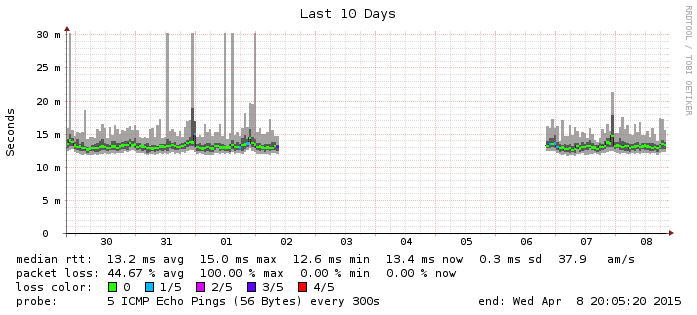 Last 10 Days
RRDTOOL / TOBI OETIKER
Seconds
30 m
25 m
20 m
15 m
10 m
5 m
0
30 31 01 02 03 04 05 06 07 08
median rtt: 13.2 ms avg 15.0 ms max 12.6 ms min 13.4 ms now 0.3 ms sd 37.9 am/s
packet loss: 44.67 % avg 100.00 % max 0.00 % min 0.00 % now
loss color: 0 1/5 2/5 3/5 4/5
probe: 5 ICMP Echo Pings (56 Bytes) every 300s end: Wed Apr 8 20:05:20 2015